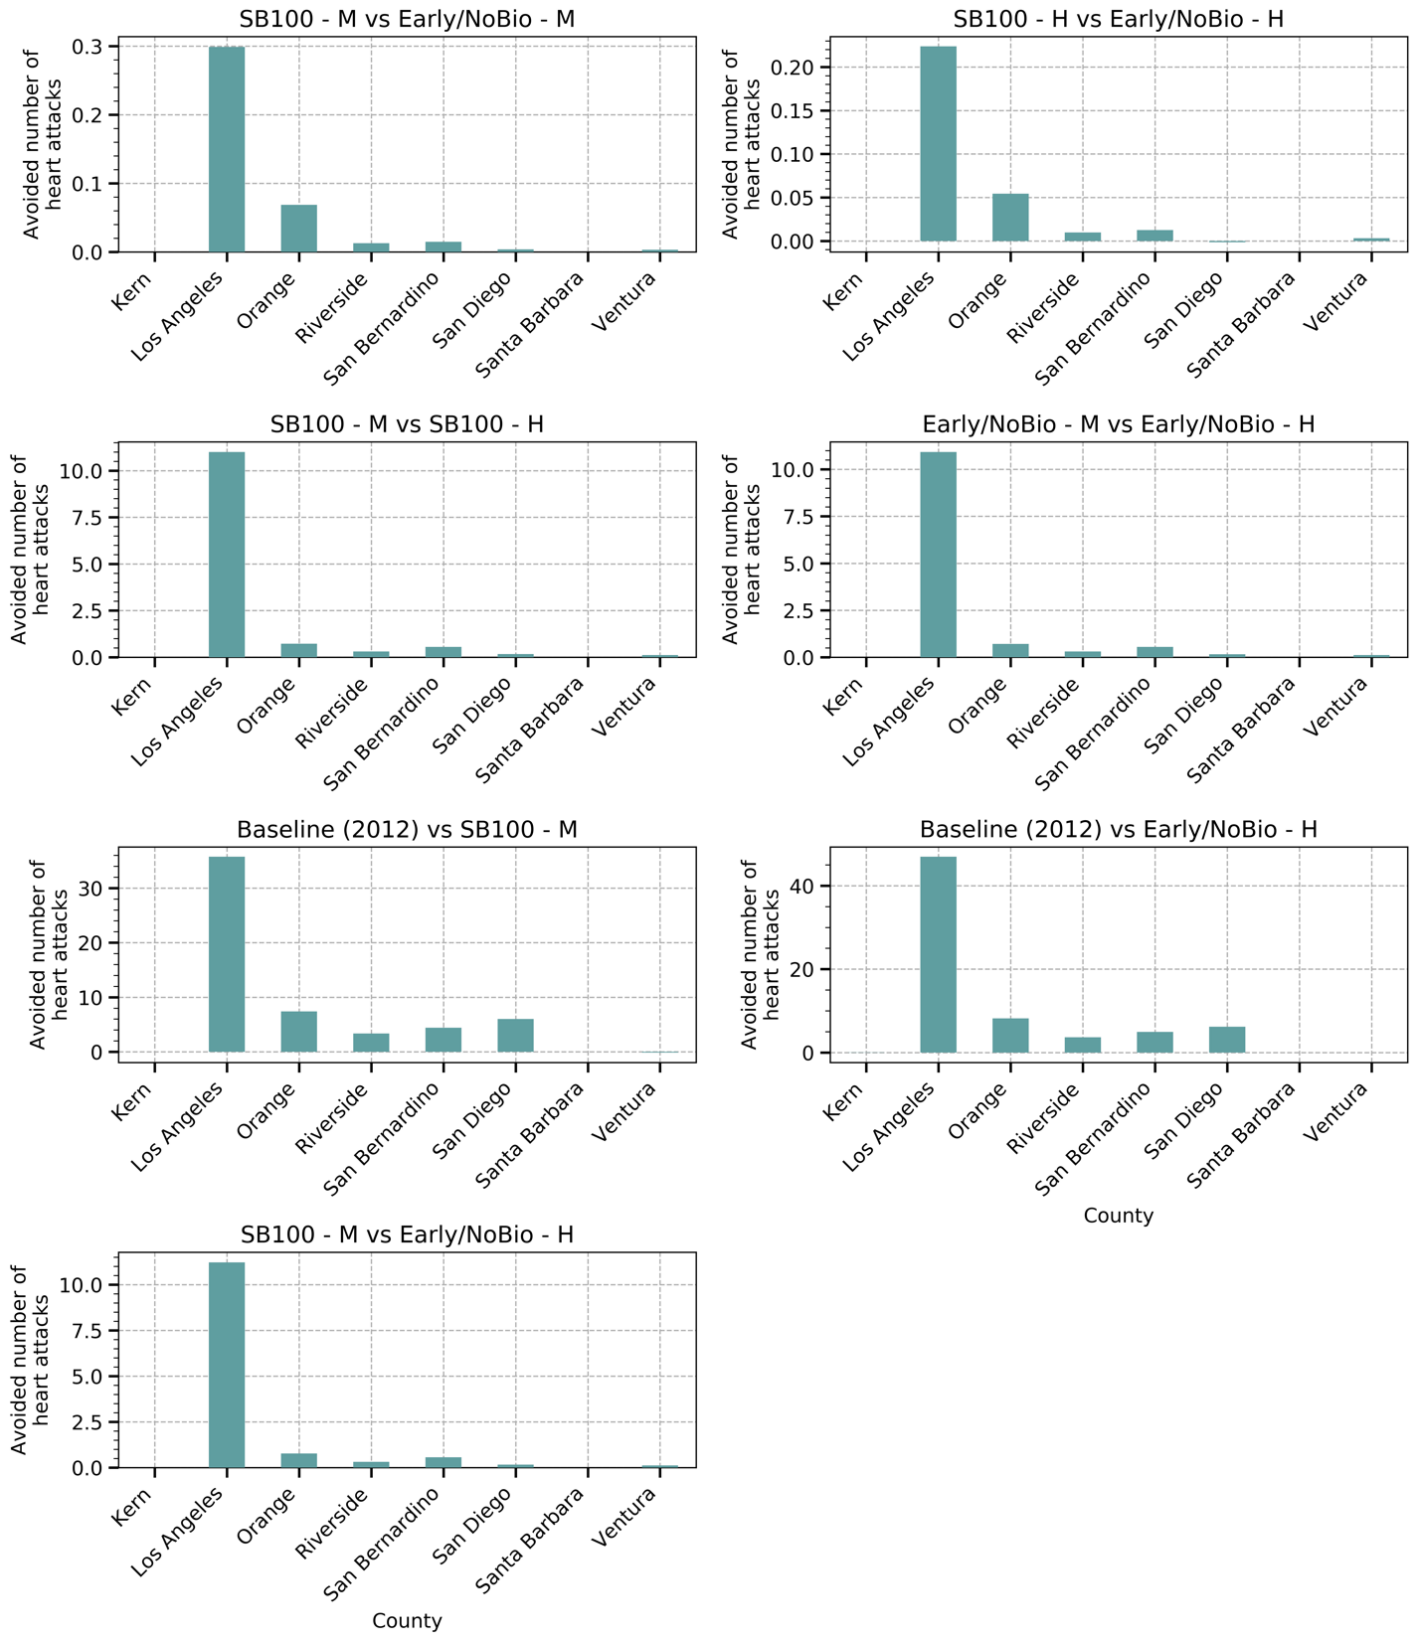 SB100 - M vs Early/NoBio - M
Avoided number of
heart attacks
0.3
0.2
0.1
0.0
Kern
Los Angeles
Orange
Riverside
San Bernardino
San Diego
Santa Barbara
Ventura
SB100 - H vs Early/NoBio - H
Avoided number of
heart attacks
0.20
0.15
0.10
0.05
0.00
Kern
Los Angeles
Orange
Riverside
San Bernardino
San Diego
Santa Barbara
Ventura
SB100 - M vs SB100 - H
Avoided number of
heart attacks
10.0
7.5
5.0
2.5
0.0
Kern
Los Angeles
Orange
Riverside
San Bernardino
San Diego
Santa Barbara
Ventura
Early/NoBio - M vs Early/NoBio - H
Avoided number of
heart attacks
10.0
7.5
5.0
2.5
0.0
Kern
Los Angeles
Orange
Riverside
San Bernardino
San Diego
Santa Barbara
Ventura
Baseline (2012) vs SB100 - M
Avoided number of
heart attacks
30
20
10
0
Kern
Los Angeles
Orange
Riverside
San Bernardino
San Diego
Santa Barbara
Ventura
Baseline (2012) vs Early/NoBio - H
Avoided number of
heart attacks
40
20
0
Kern
Los Angeles
Orange
Riverside
San Bernardino
San Diego
Santa Barbara
Ventura
County
SB100 - M vs Early/NoBio - H
Avoided number of
heart attacks
10.0
7.5
5.0
2.5
0.0
Kern
Los Angeles
Orange
Riverside
San Bernardino
San Diego
Santa Barbara
Ventura
County